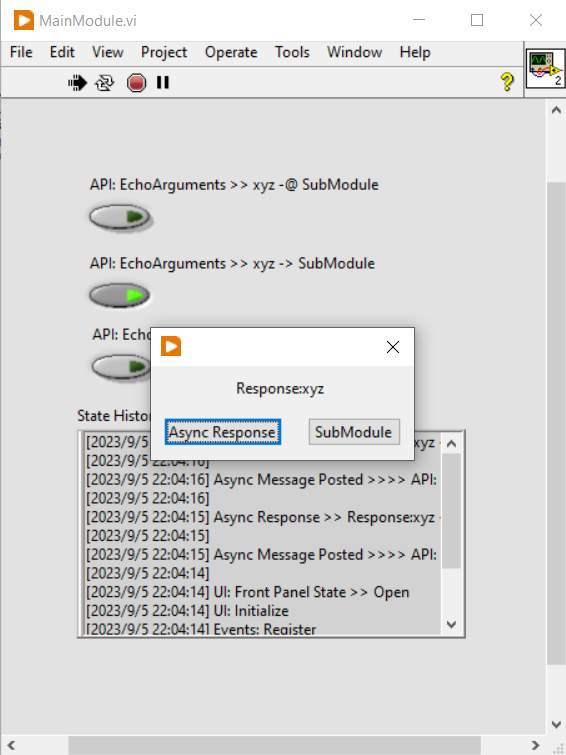 MainModule.vi
File Edit View Project Operate Tools Window Help
?
2
API: EchoArguments >> xyz -@ SubModule
API: EchoArguments >> xyz -> SubModule
API: Echo
Response:xyz
Async Response SubModule
State Histor
[2023/9/5 xyz -
[2023/9/5 22:04:16]
[2023/9/5 22:04:16] Async Message Posted >>>> API:
[2023/9/5 22:04:16]
[2023/9/5 22:04:15] Async Response >> Response:xyz -
[2023/9/5 22:04:15]
[2023/9/5 22:04:15] Async Message Posted >>>> API:
[2023/9/5 22:04:14]
[2023/9/5 22:04:14] UI: Front Panel State >> Open
[2023/9/5 22:04:14] UI: Initialize
[2023/9/5 22:04:14] Events: Register